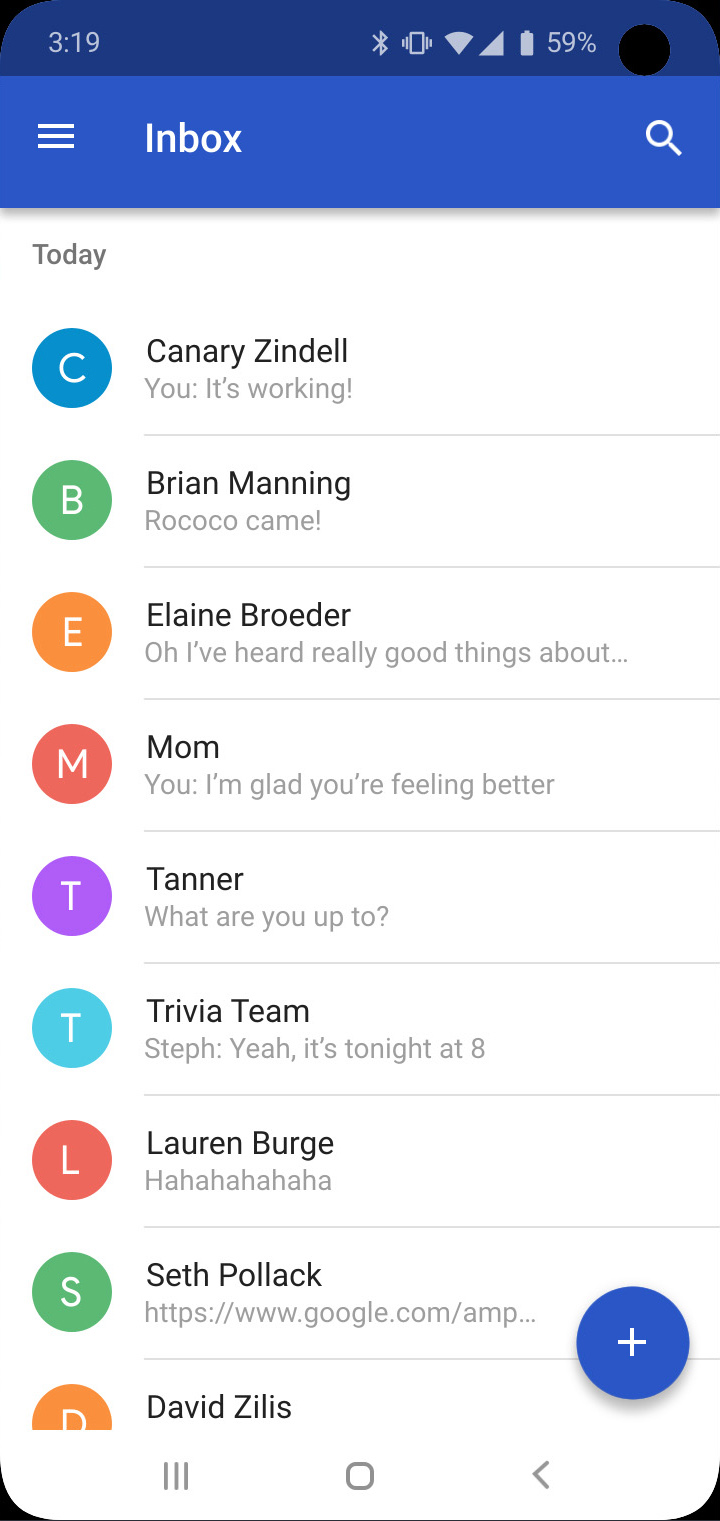 3:19 59%
Inbox
Today
C Canary Zindell
You: It’s working!
B Brian Manning
Rococo came!
E Elaine Broeder
Oh I’ve heard really good things about…
M Mom
You: I’m glad you’re feeling better
T Tanner
What are you up to?
T Trivia Team
Steph: Yeah, it’s tonight at 8
L Lauren Burge
Hahahahahaha
S Seth Pollack
https://www.google.com/amp…
+
D David Zilis